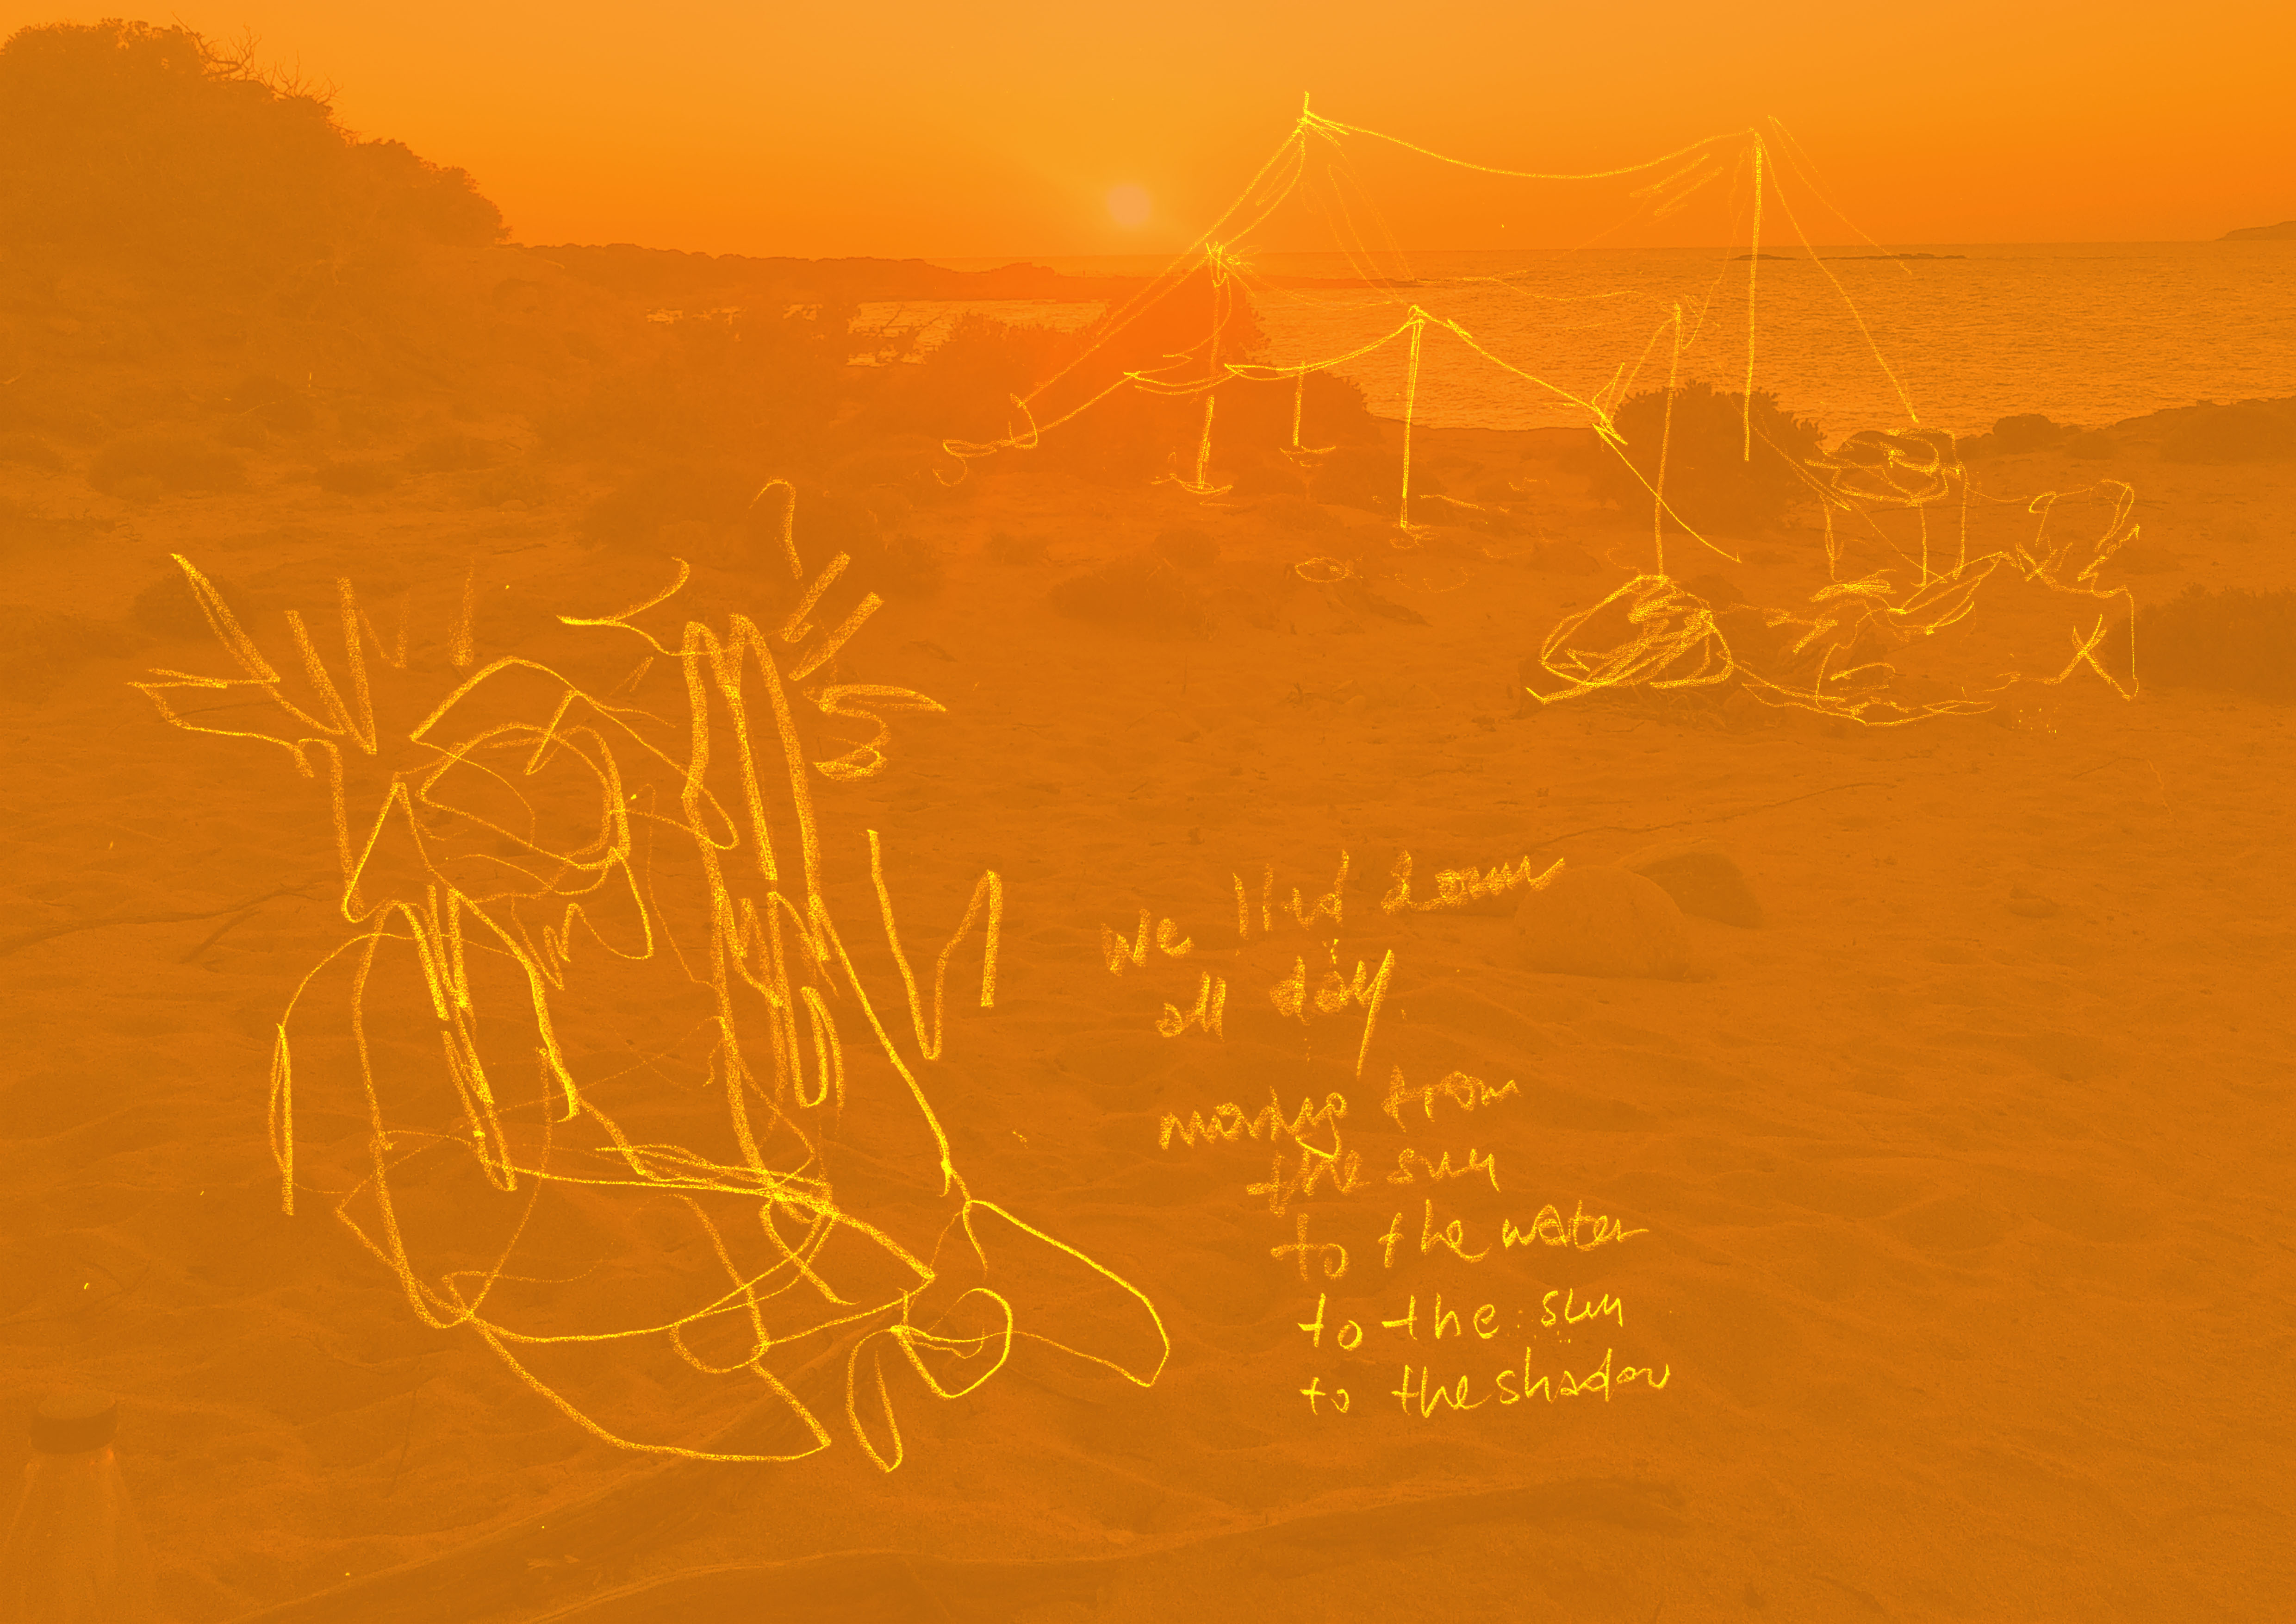 we lied down
all day
moving from
the sun
to the water
to the sun
to the shadow